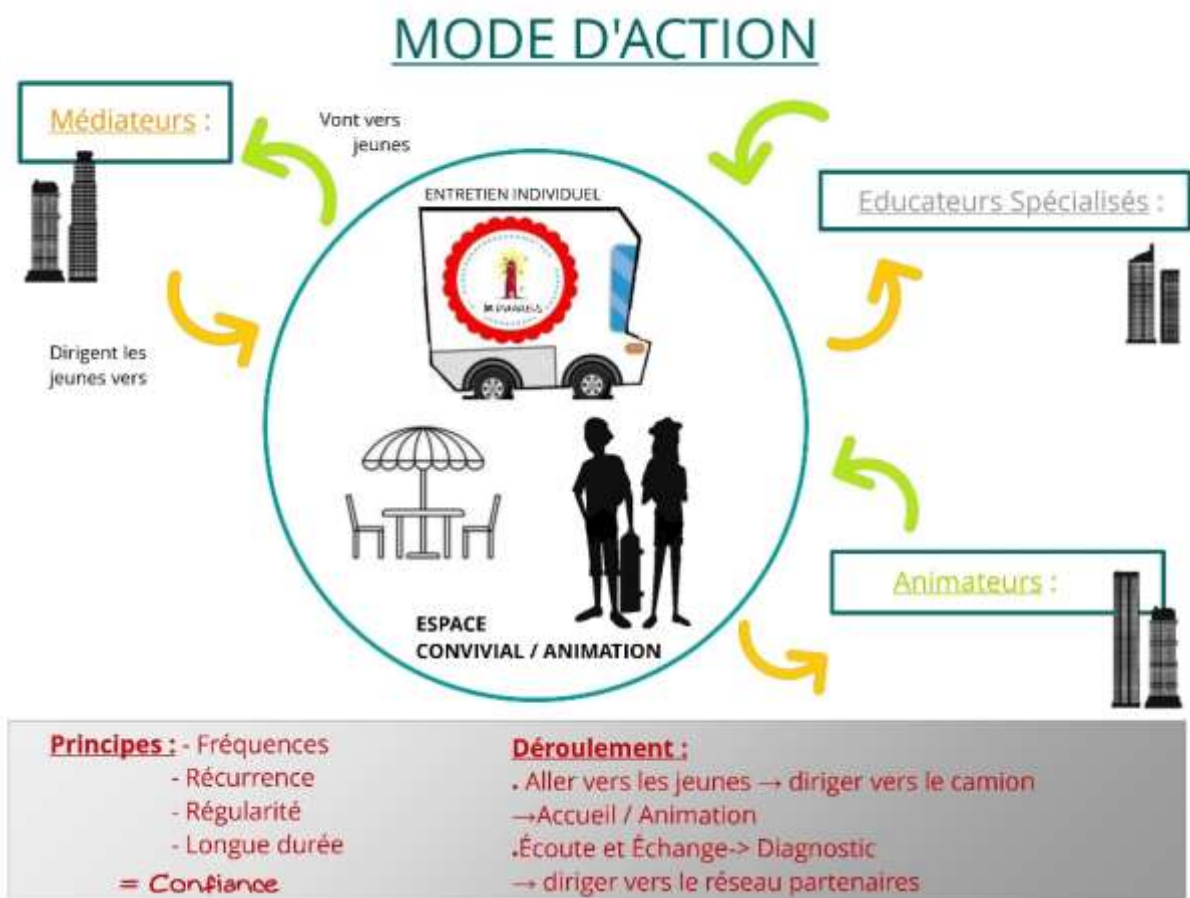 MODE D'ACTION
Médiateurs :
Vont vers
jeunes
ENTRETIEN INDIVIDUEL
Educateurs Spécialisés :
Dirigent les
jeunes vers
Animateurs :
ESPACE
CONVIVIAL / ANIMATION
Principes : - Fréquences
- Récurrence
- Régularité
- Longue durée
= Confiance
Déroulement :
. Aller vers les jeunes → diriger vers le camion
→Accueil / Animation
.Écoute et Échange-> Diagnostic
→ diriger vers le réseau partenaires